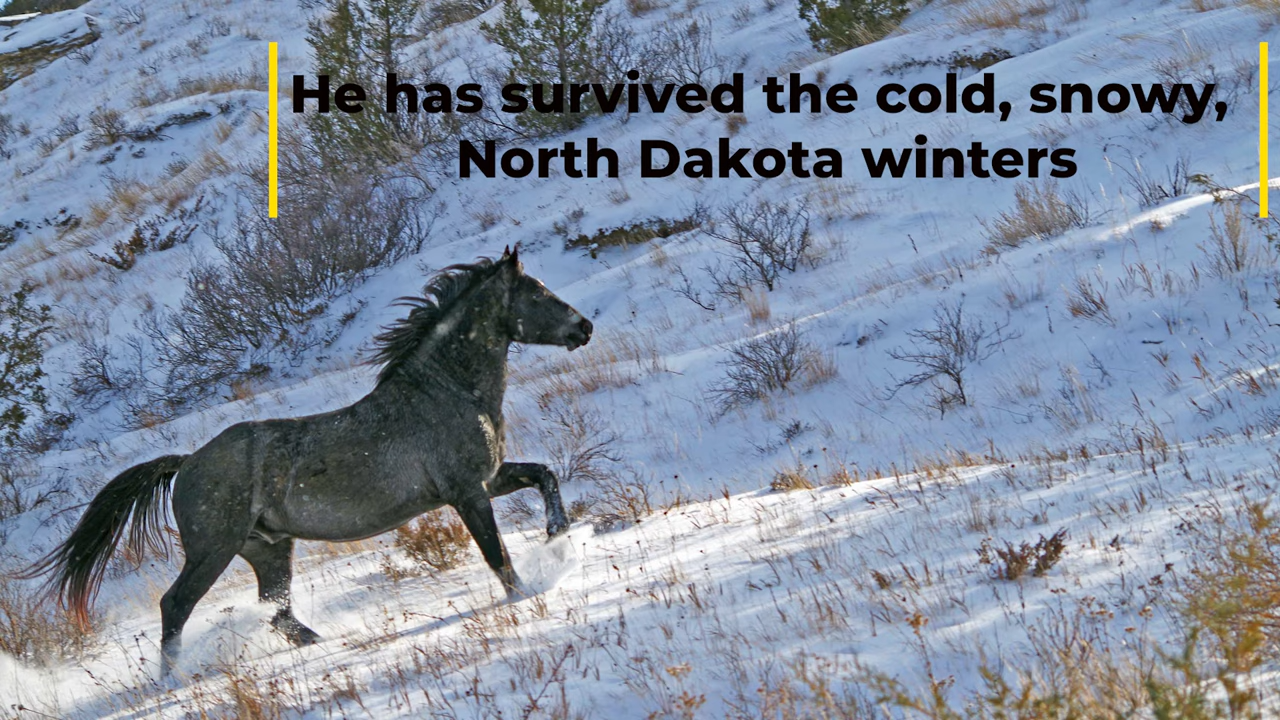 He has survived the cold, snowy,
North Dakota winters